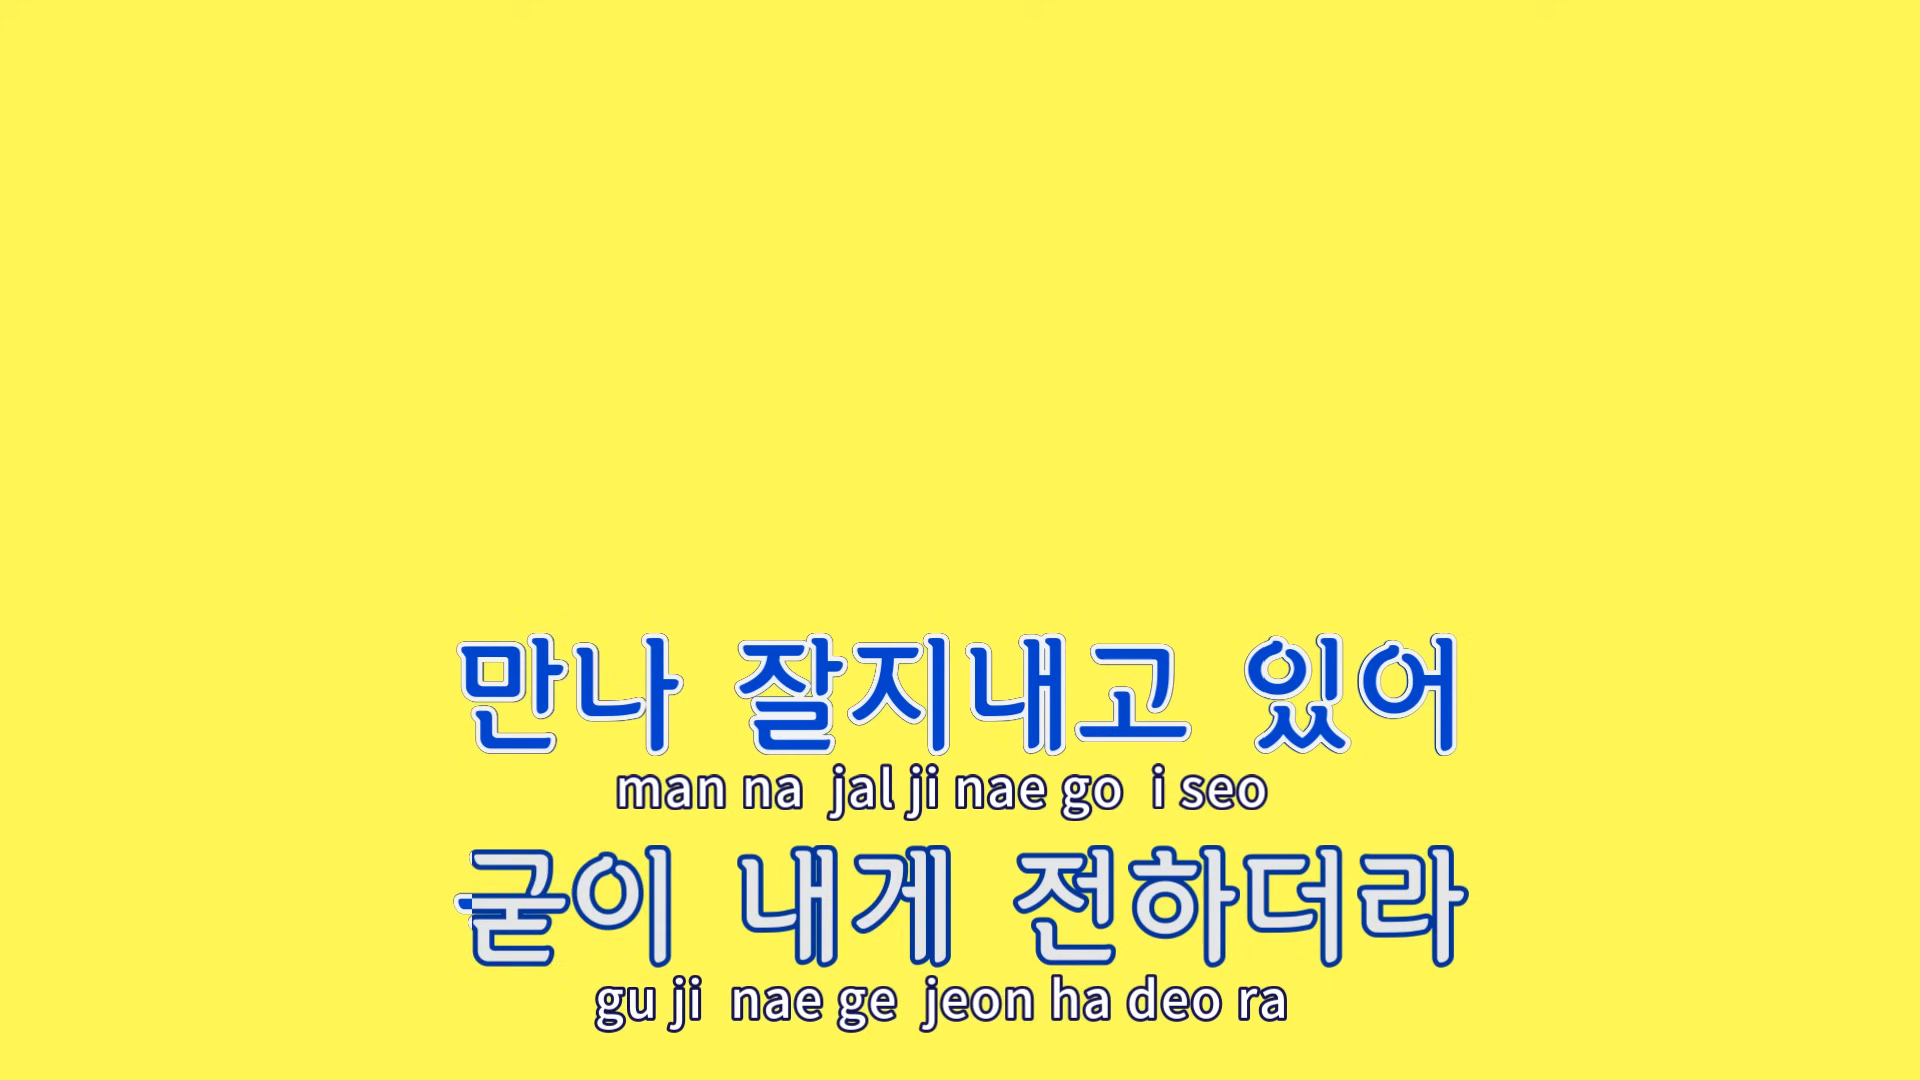 만나 잘지내고 있어
man na jal ji nae go i seo
굳이 내게 전하더라
gu ji nae ge jeon ha deo ra